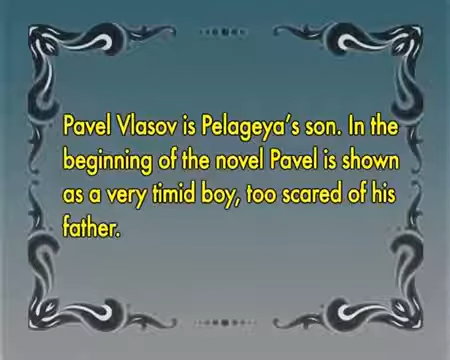 Pavel Vlasov is Pelageya's son. In the
beginning of the novel Pavel is shown
as a very timid boy, too scared of his
father.